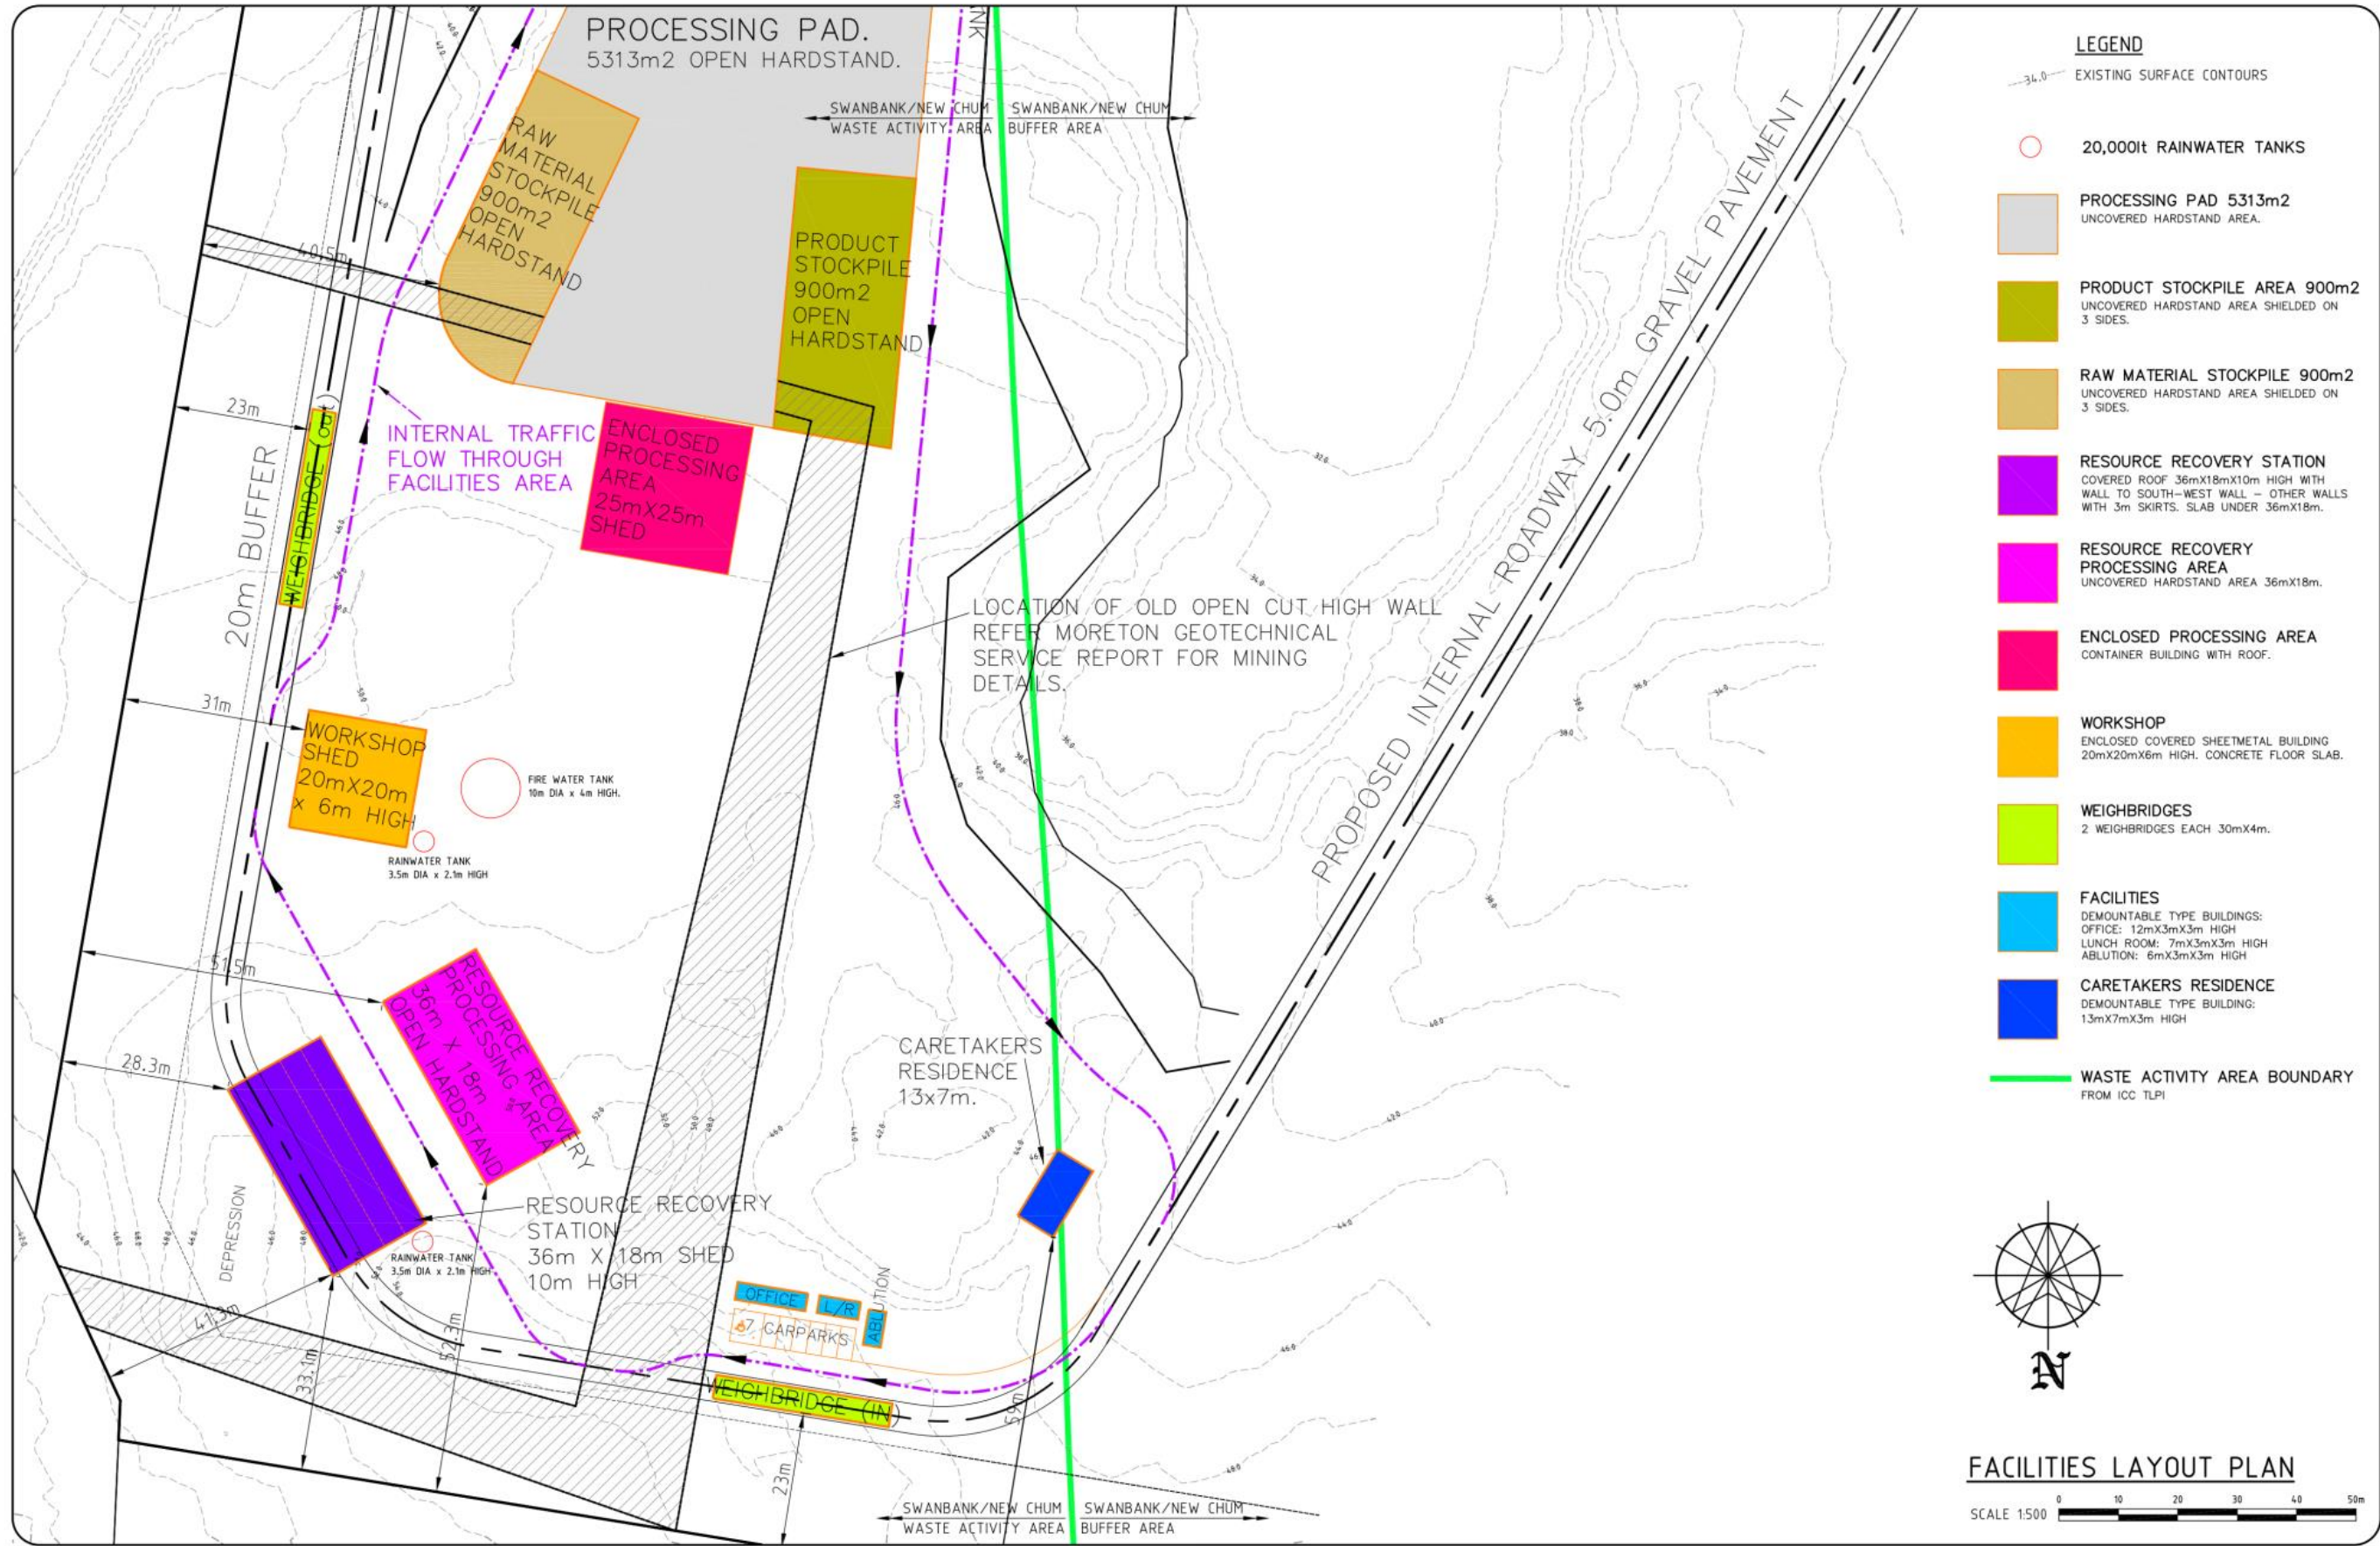 PROCESSING PAD.
5313m2 OPEN HARDSTAND.
SWANBANK/NEW CHUM
WASTE ACTIVITY AREA
SWANBANK/NEW CHUM
BUFFER AREA
RAW
MATERIAL
STOCKPILE
900m2
OPEN
HARDSTAND
PRODUCT
STOCKPILE
900m2
OPEN
HARDSTAND
40.5m
23m
20m BUFFER
WEIGHBRIDGE (out)
INTERNAL TRAFFIC
FLOW THROUGH
FACILITIES AREA
ENCLOSED
PROCESSING
AREA
25mX25m
SHED
LOCATION OF OLD OPEN CUT HIGH WALL
REFER MORETON GEOTECHNICAL
SERVICE REPORT FOR MINING
DETAILS.
PROPOSED INTERNAL ROADWAY 5.0m GRAVEL PAVEMENT
31m
WORKSHOP
SHED
20mX20m
x 6m HIGH
FIRE WATER TANK
10m DIA x 4m HIGH.
RAINWATER TANK
3.5m DIA x 2.1m HIGH
51.5m
RESOURCE RECOVERY
PROCESSING AREA
36m X 18m
OPEN HARDSTAND
28.3m
CARETAKERS
RESIDENCE
13x7m.
DEPRESSION
RESOURCE RECOVERY
STATION
36m X 18m SHED
10m HIGH
RAINWATER TANK
3.5m DIA x 2.1m HIGH
41.3m
33.1m
52.3m
OFFICE
L/R
ABLUTION
7 CARPARKS
WEIGHBRIDGE (IN)
59m
23m
SWANBANK/NEW CHUM
WASTE ACTIVITY AREA
SWANBANK/NEW CHUM
BUFFER AREA
LEGEND
34.0
EXISTING SURFACE CONTOURS
20,000lt RAINWATER TANKS
PROCESSING PAD 5313m2
UNCOVERED HARDSTAND AREA.
PRODUCT STOCKPILE AREA 900m2
UNCOVERED HARDSTAND AREA SHIELDED ON
3 SIDES.
RAW MATERIAL STOCKPILE 900m2
UNCOVERED HARDSTAND AREA SHIELDED ON
3 SIDES.
RESOURCE RECOVERY STATION
COVERED ROOF 36mX18mX10m HIGH WITH
WALL TO SOUTH-WEST WALL - OTHER WALLS
WITH 3m SKIRTS. SLAB UNDER 36mX18m.
RESOURCE RECOVERY
PROCESSING AREA
UNCOVERED HARDSTAND AREA 36mX18m.
ENCLOSED PROCESSING AREA
CONTAINER BUILDING WITH ROOF.
WORKSHOP
ENCLOSED COVERED SHEETMETAL BUILDING
20mX20mX6m HIGH. CONCRETE FLOOR SLAB.
WEIGHBRIDGES
2 WEIGHBRIDGES EACH 30mX4m.
FACILITIES
DEMOUNTABLE TYPE BUILDINGS:
OFFICE: 12mX3mX3m HIGH
LUNCH ROOM: 7mX3mX3m HIGH
ABLUTION: 6mX3mX3m HIGH
CARETAKERS RESIDENCE
DEMOUNTABLE TYPE BUILDING:
13mX7mX3m HIGH
WASTE ACTIVITY AREA BOUNDARY
FROM ICC TLPI
N
FACILITIES LAYOUT PLAN
SCALE 1:500
0 10 20 30 40 50m